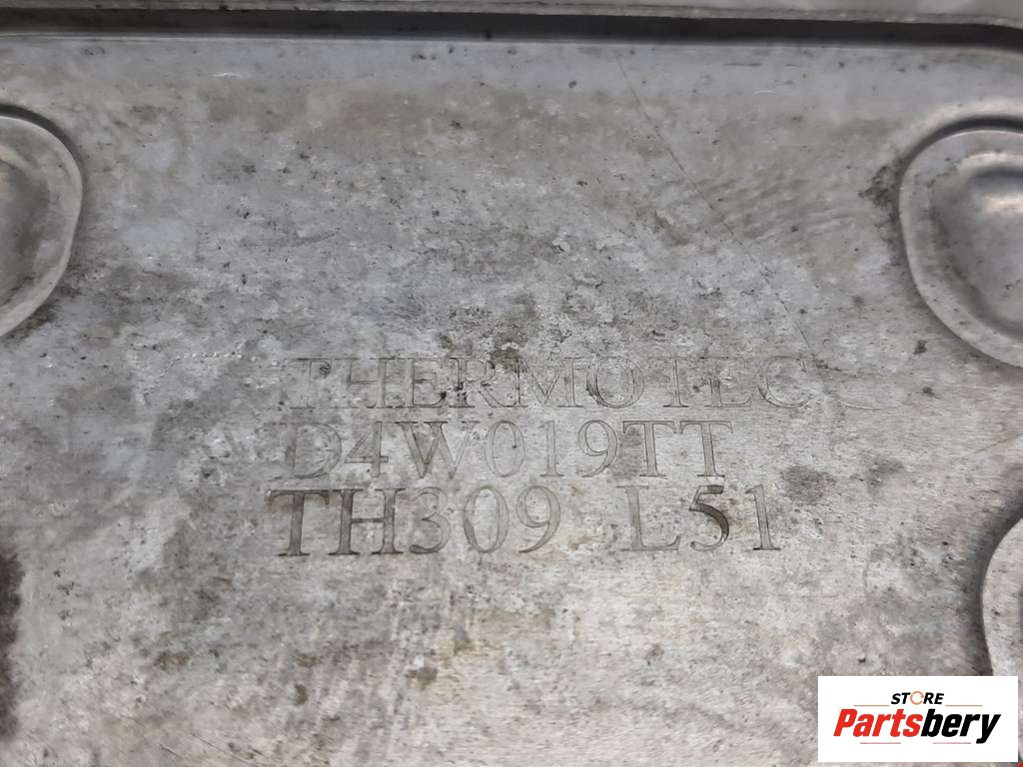 THERMOTEC
D4W019TT
TH309 L51
STORE
Partsbery